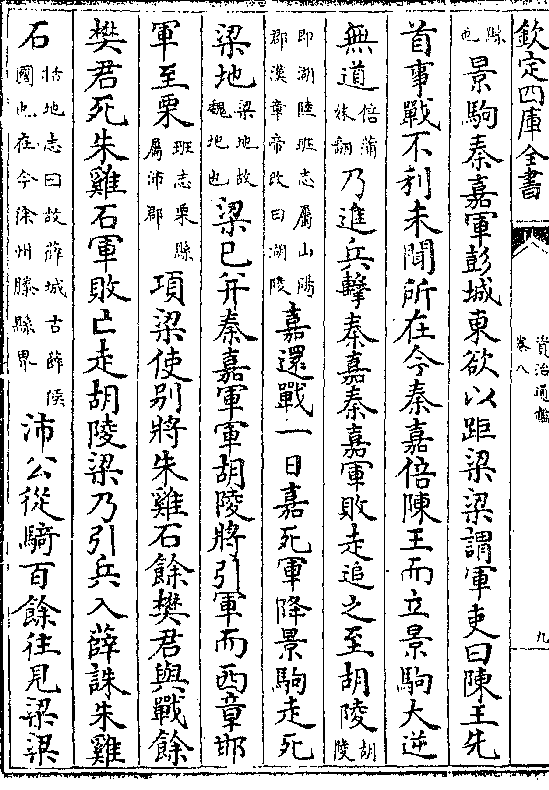 欽定四庫全書
資治通鑑
卷八
九
縣也景駒秦嘉軍彭城東欲以距梁梁謂軍吏曰陳王先
首事戰不利未聞所在今秦嘉倍陳王而立景駒大逆
無道倍蒲妹翻乃進兵擊秦嘉秦嘉軍敗走追之至胡陵胡陵
即湖陸班志屬山陽郡漢章帝改曰湖陵嘉還戰一日嘉死軍降景駒走死
梁地梁地故魏地也梁已并秦嘉軍軍胡陵將引軍而西章邯
軍至栗班志栗縣屬沛郡項梁使别將朱雞石餘樊君與戰餘
樊君死朱雞石軍敗亡走胡陵梁乃引兵入薛誅朱雞
石括地志曰故薛城古薛侯國也在今徐州滕縣界沛公從騎百餘往見梁梁